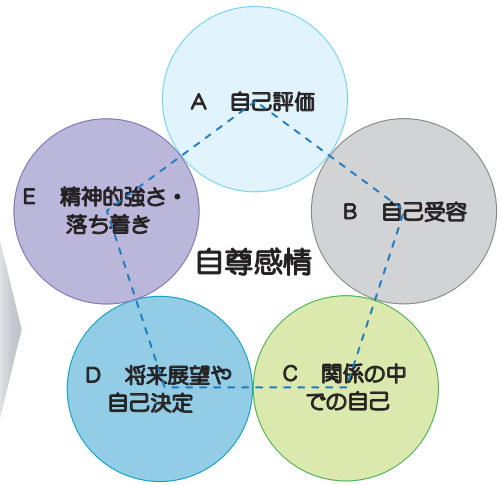 A　自己評価
B　自己受容
C　関係の中
での自己
D　将来展望や
自己決定
E　精神的強さ・
落ち着き
自尊感情